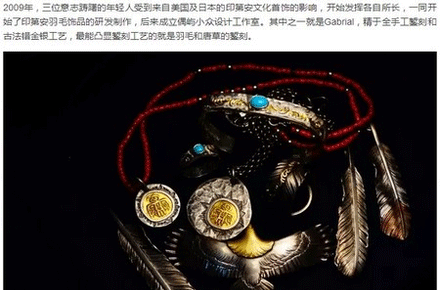 2009年，三位意志踌躇的年轻人受到来自美国及日本的印第安文化首饰的影响，开始发挥各自所长，一同开
始了印第安羽毛饰品的研发制作，后来成立偶屿小众设计工作室。其中之一就是Gabrial，精于全手工錾刻和
古法错金银工艺，最能凸显錾刻工艺的就是羽毛和唐草的錾刻。